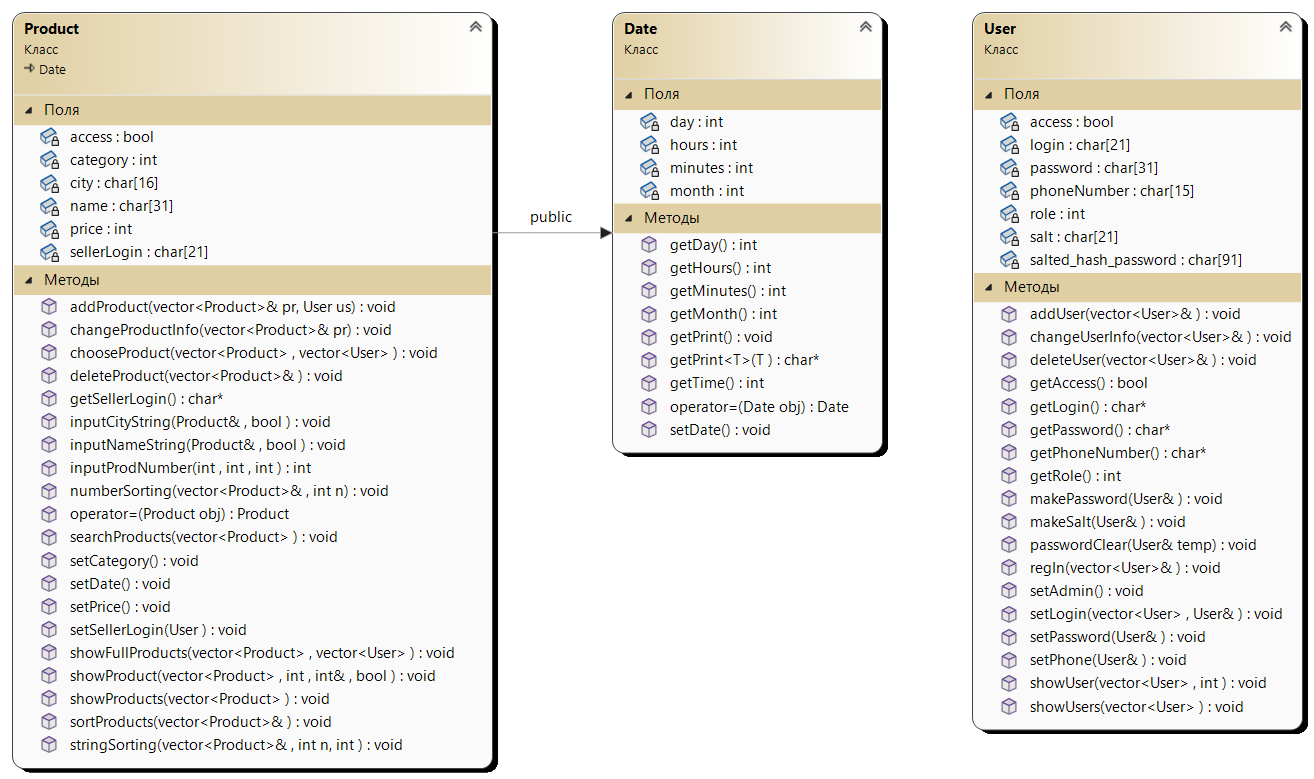 Product
Класс
Date
Поля
access : bool
category : int
city : char[16]
name : char[31]
price : int
sellerLogin : char[21]
Методы
addProduct(vector<Product>& pr, User us) : void
changeProductInfo(vector<Product>& pr) : void
chooseProduct(vector<Product> , vector<User> ) : void
deleteProduct(vector<Product>& ) : void
getSellerLogin() : char*
inputCityString(Product& , bool ) : void
inputNameString(Product& , bool ) : void
inputProdNumber(int , int , int ) : int
numberSorting(vector<Product>& , int n) : void
operator=(Product obj) : Product
searchProducts(vector<Product> ) : void
setCategory() : void
setDate() : void
setPrice() : void
setSellerLogin(User ) : void
showFullProducts(vector<Product> , vector<User> ) : void
showProduct(vector<Product> , int , int& , bool ) : void
showProducts(vector<Product> ) : void
sortProducts(vector<Product>& ) : void
stringSorting(vector<Product>& , int n, int ) : void
public
Date
Класс
Поля
day : int
hours : int
minutes : int
month : int
Методы
getDay() : int
getHours() : int
getMinutes() : int
getMonth() : int
getPrint() : void
getPrint<T>(T ) : char*
getTime() : int
operator=(Date obj) : Date
setDate() : void
User
Класс
Поля
access : bool
login : char[21]
password : char[31]
phoneNumber : char[15]
role : int
salt : char[21]
salted_hash_password : char[91]
Методы
addUser(vector<User>& ) : void
changeUserInfo(vector<User>& ) : void
deleteUser(vector<User>& ) : void
getAccess() : bool
getLogin() : char*
getPassword() : char*
getPhoneNumber() : char*
getRole() : int
makePassword(User& ) : void
makeSalt(User& ) : void
passwordClear(User& temp) : void
regIn(vector<User>& ) : void
setAdmin() : void
setLogin(vector<User> , User& ) : void
setPassword(User& ) : void
setPhone(User& ) : void
showUser(vector<User> , int ) : void
showUsers(vector<User> ) : void